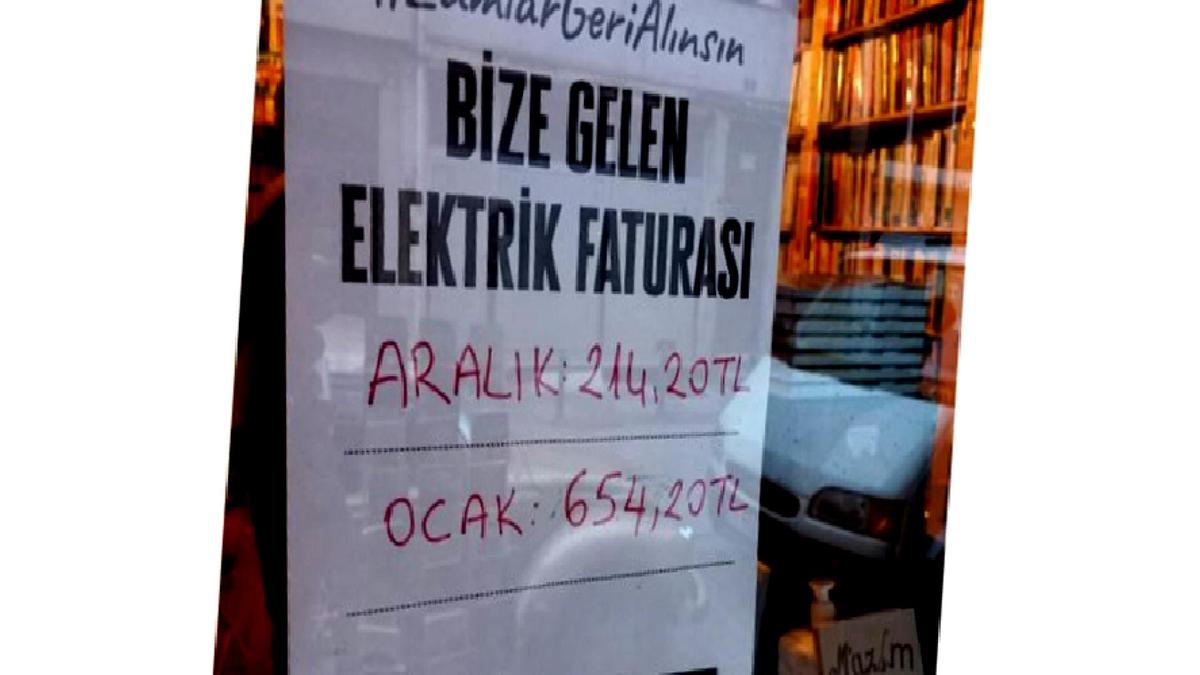 #ZamlarGeriAlınsın
BİZE GELEN
ELEKTRİK FATURASI
ARALIK: 214,20TL
OCAK: 654,20TL